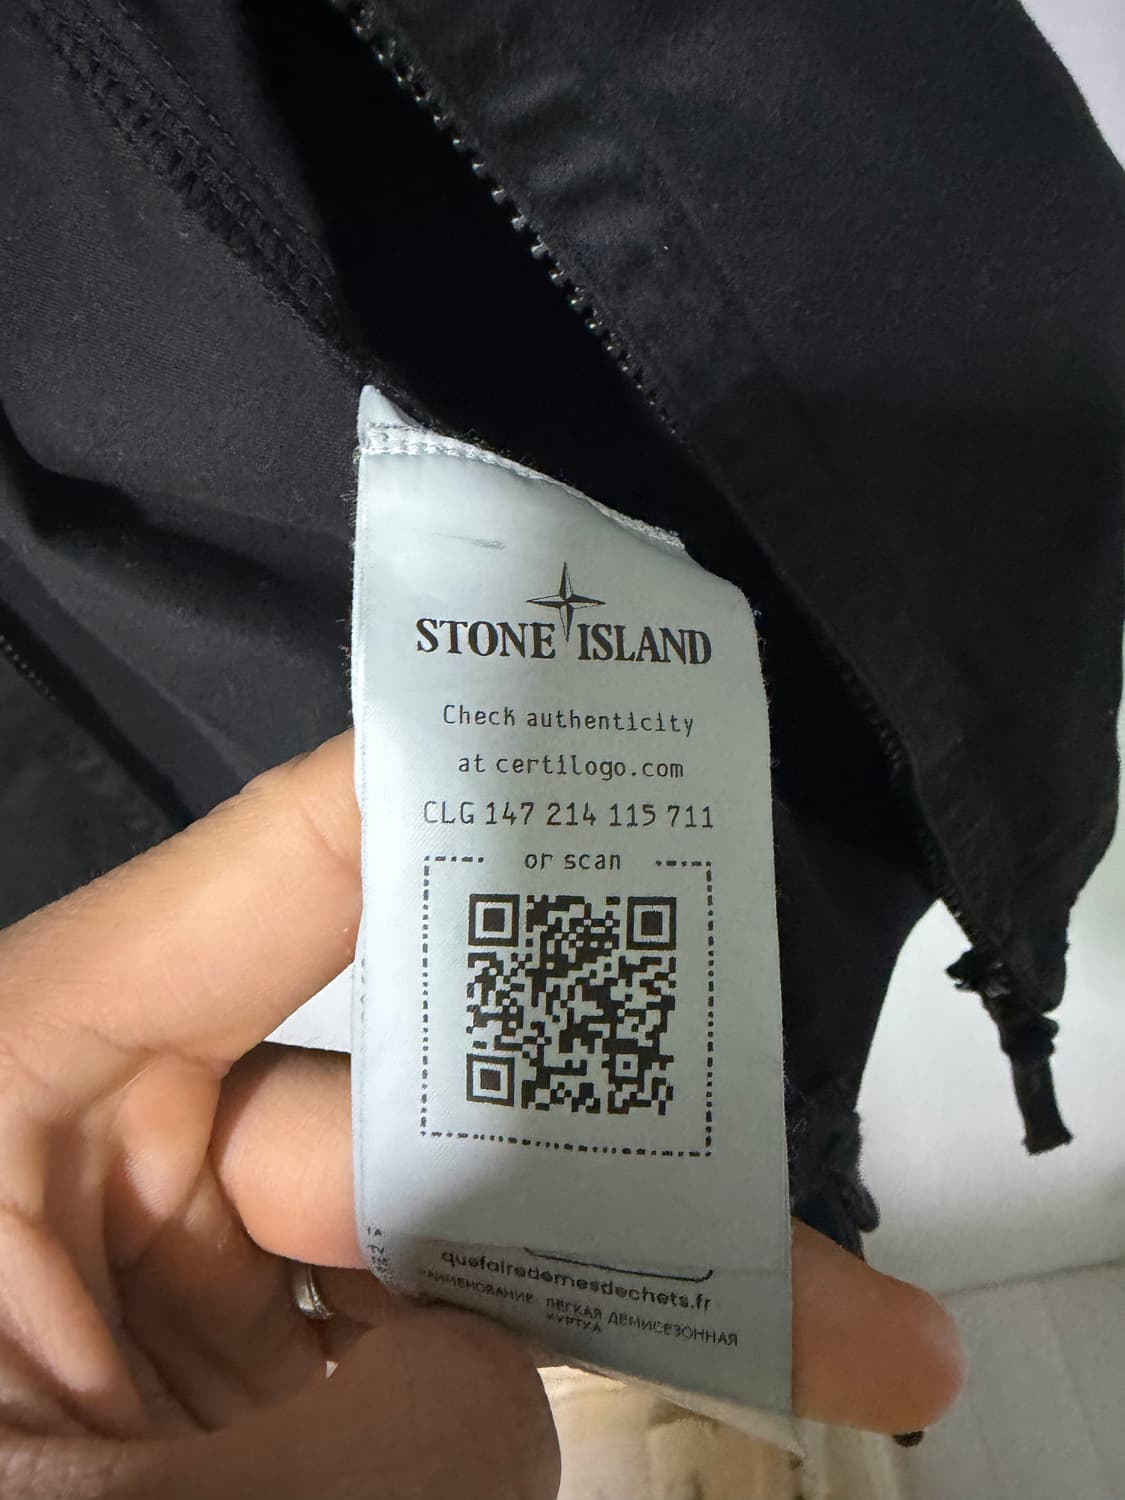 STONE ISLAND
Check authenticity
at certilogo.com
CLG 147 214 115 711
or scan
quefairedemesdechets.fr
НАИМЕНОВАНИЕ ЛЕГКАЯ ДЕМИСЕЗОННАЯ
КУРТКА